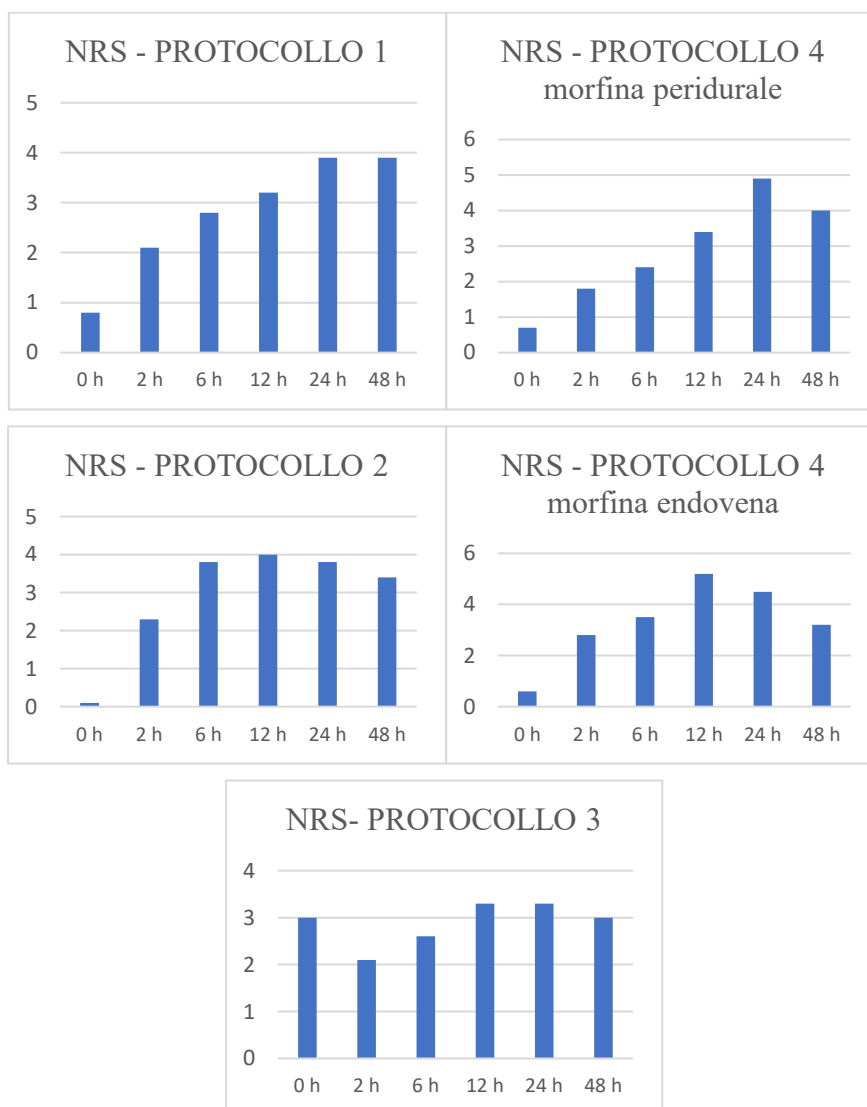 NRS - PROTOCOLLO 1
5
4
3
2
1
0
0 h 2 h 6 h 12 h 24 h 48 h
NRS - PROTOCOLLO 4
morfina peridurale
6
5
4
3
2
1
0
0 h 2 h 6 h 12 h 24 h 48 h
NRS - PROTOCOLLO 2
5
4
3
2
1
0
0 h 2 h 6 h 12 h 24 h 48 h
NRS - PROTOCOLLO 4
morfina endovena
6
4
2
0
0 h 2 h 6 h 12 h 24 h 48 h
NRS- PROTOCOLLO 3
4
3
2
1
0
0 h 2 h 6 h 12 h 24 h 48 h